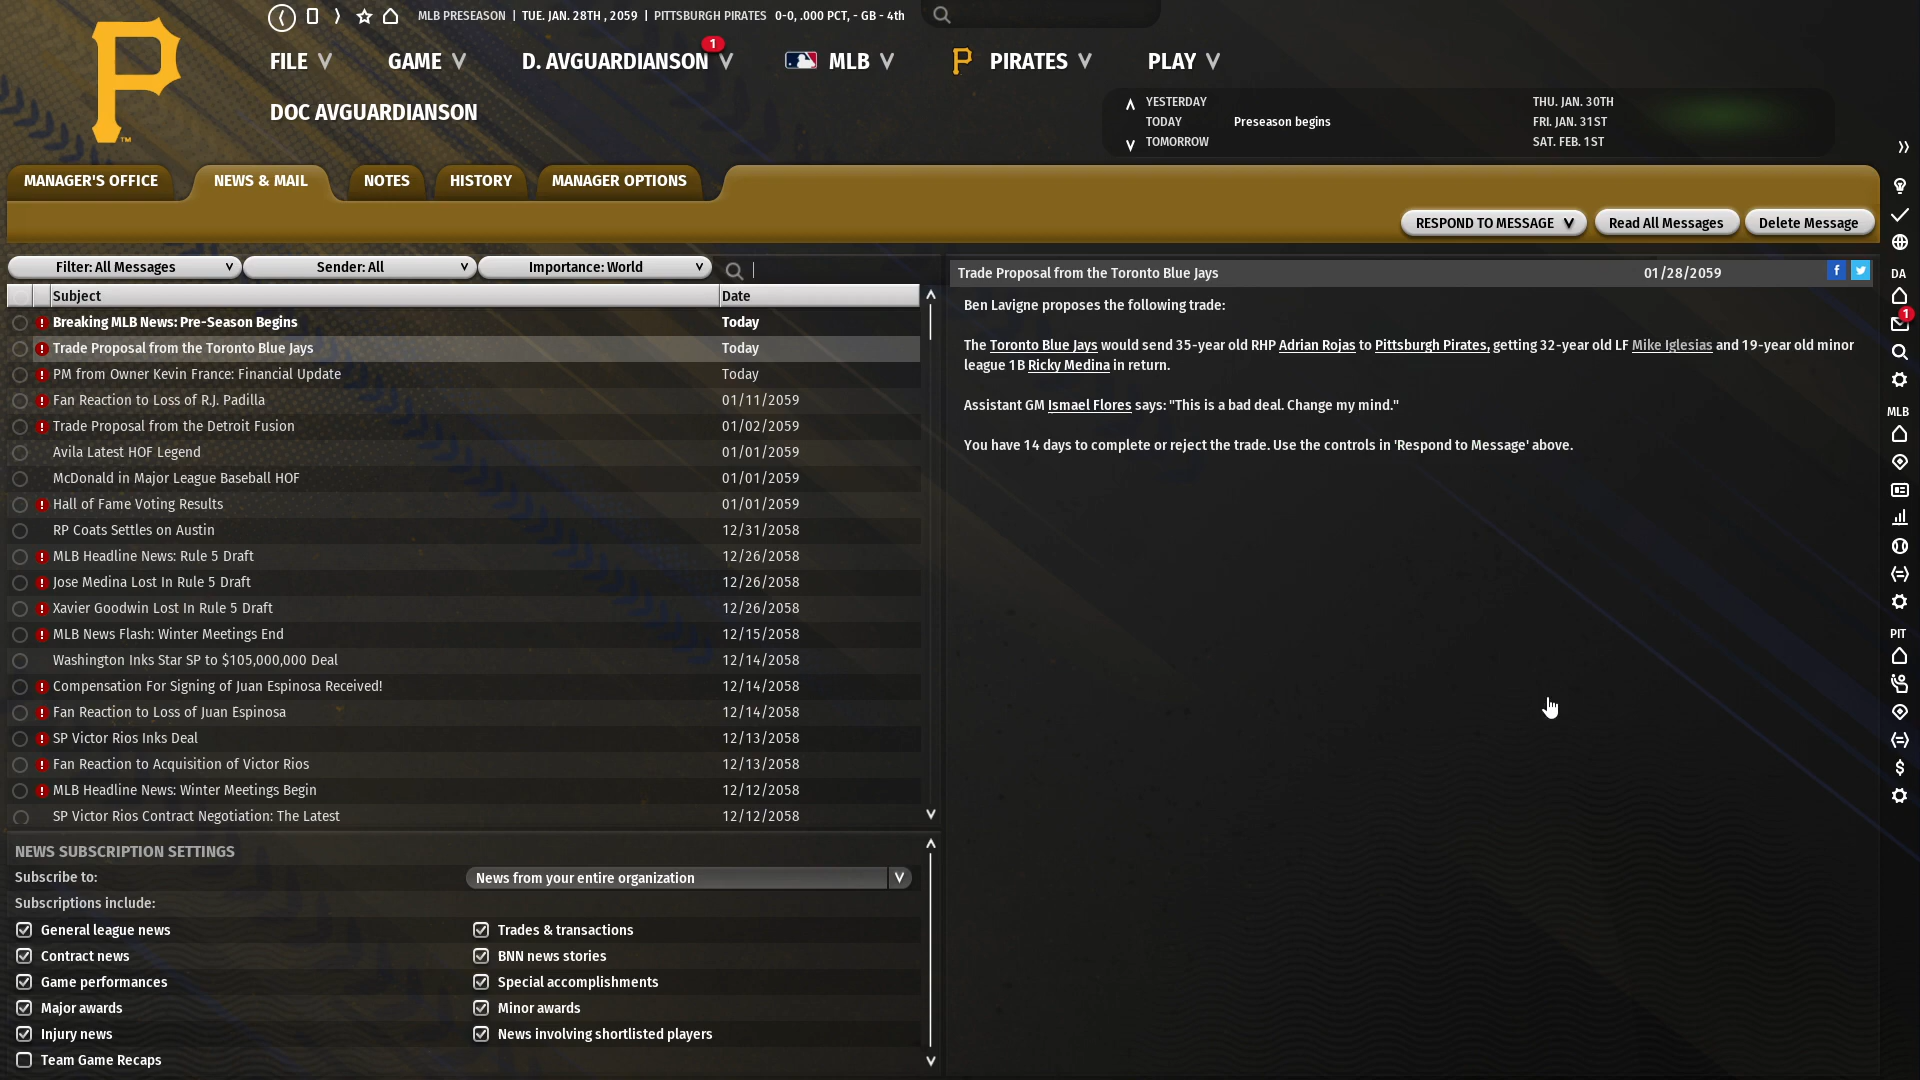 MLB PRESEASON | TUE. JAN. 28TH , 2059 | PITTSBURGH PIRATES 0-0, .000 PCT, - GB - 4th
FILE GAME D. AVGUARDIANSON 1 MLB PIRATES PLAY
P
TM
DOC AVGUARDIANSON
YESTERDAY THU. JAN. 30TH
TODAY Preseason begins FRI. JAN. 31ST
TOMORROW SAT. FEB. 1ST
MANAGER'S OFFICE NEWS & MAIL NOTES HISTORY MANAGER OPTIONS
RESPOND TO MESSAGE Read All Messages Delete Message
Filter: All Messages Sender: All Importance: World
Subject Date
Breaking MLB News: Pre-Season Begins Today
Trade Proposal from the Toronto Blue Jays Today
PM from Owner Kevin France: Financial Update Today
Fan Reaction to Loss of R.J. Padilla 01/11/2059
Trade Proposal from the Detroit Fusion 01/02/2059
Avila Latest HOF Legend 01/01/2059
McDonald in Major League Baseball HOF 01/01/2059
Hall of Fame Voting Results 01/01/2059
RP Coats Settles on Austin 12/31/2058
MLB Headline News: Rule 5 Draft 12/26/2058
Jose Medina Lost In Rule 5 Draft 12/26/2058
Xavier Goodwin Lost In Rule 5 Draft 12/26/2058
MLB News Flash: Winter Meetings End 12/15/2058
Washington Inks Star SP to $105,000,000 Deal 12/14/2058
Compensation For Signing of Juan Espinosa Received! 12/14/2058
Fan Reaction to Loss of Juan Espinosa 12/14/2058
SP Victor Rios Inks Deal 12/13/2058
Fan Reaction to Acquisition of Victor Rios 12/13/2058
MLB Headline News: Winter Meetings Begin 12/12/2058
SP Victor Rios Contract Negotiation: The Latest 12/12/2058
NEWS SUBSCRIPTION SETTINGS
Subscribe to: News from your entire organization
Subscriptions include:
General league news Trades & transactions
Contract news BNN news stories
Game performances Special accomplishments
Major awards Minor awards
Injury news News involving shortlisted players
Team Game Recaps
Trade Proposal from the Toronto Blue Jays 01/28/2059
Ben Lavigne proposes the following trade:
The Toronto Blue Jays would send 35-year old RHP Adrian Rojas to Pittsburgh Pirates, getting 32-year old LF Mike Iglesias and 19-year old minor
league 1B Ricky Medina in return.
Assistant GM Ismael Flores says: "This is a bad deal. Change my mind."
You have 14 days to complete or reject the trade. Use the controls in 'Respond to Message' above.
DA
1
MLB
PIT
$